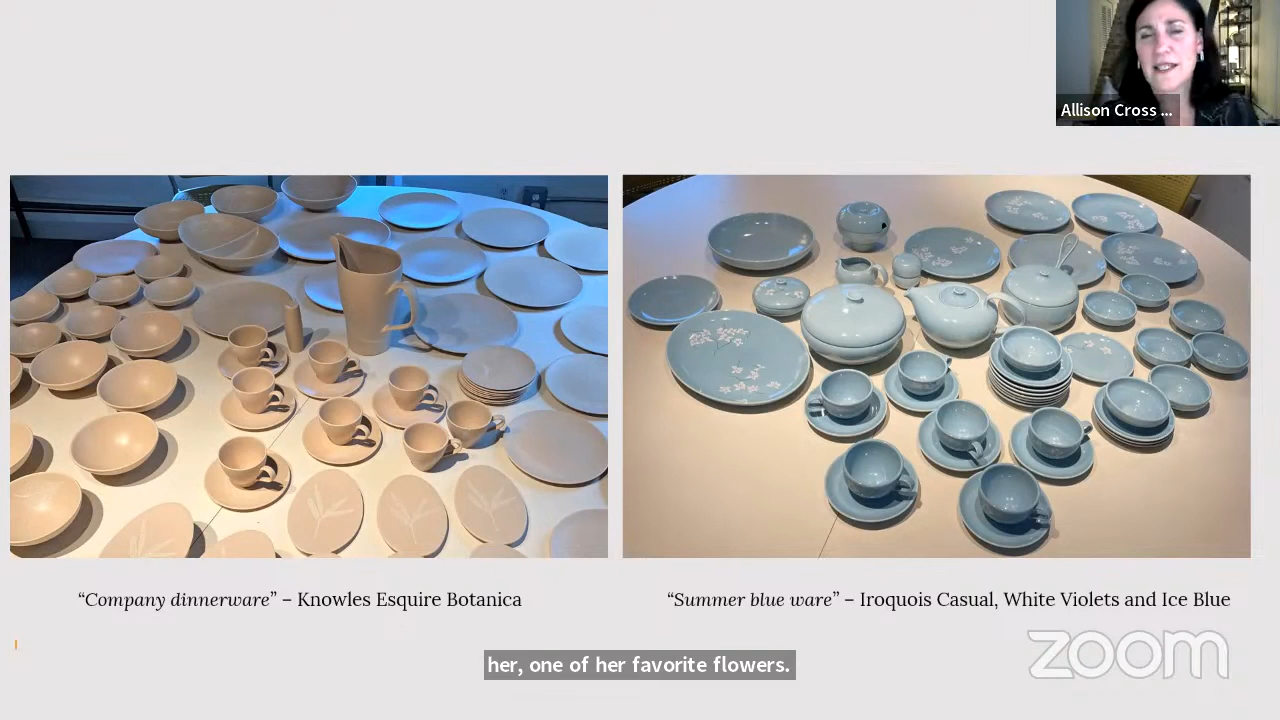 Allison Cross ...
“Company dinnerware” – Knowles Esquire Botanica
“Summer blue ware” – Iroquois Casual, White Violets and Ice Blue
her, one of her favorite flowers.
zoom